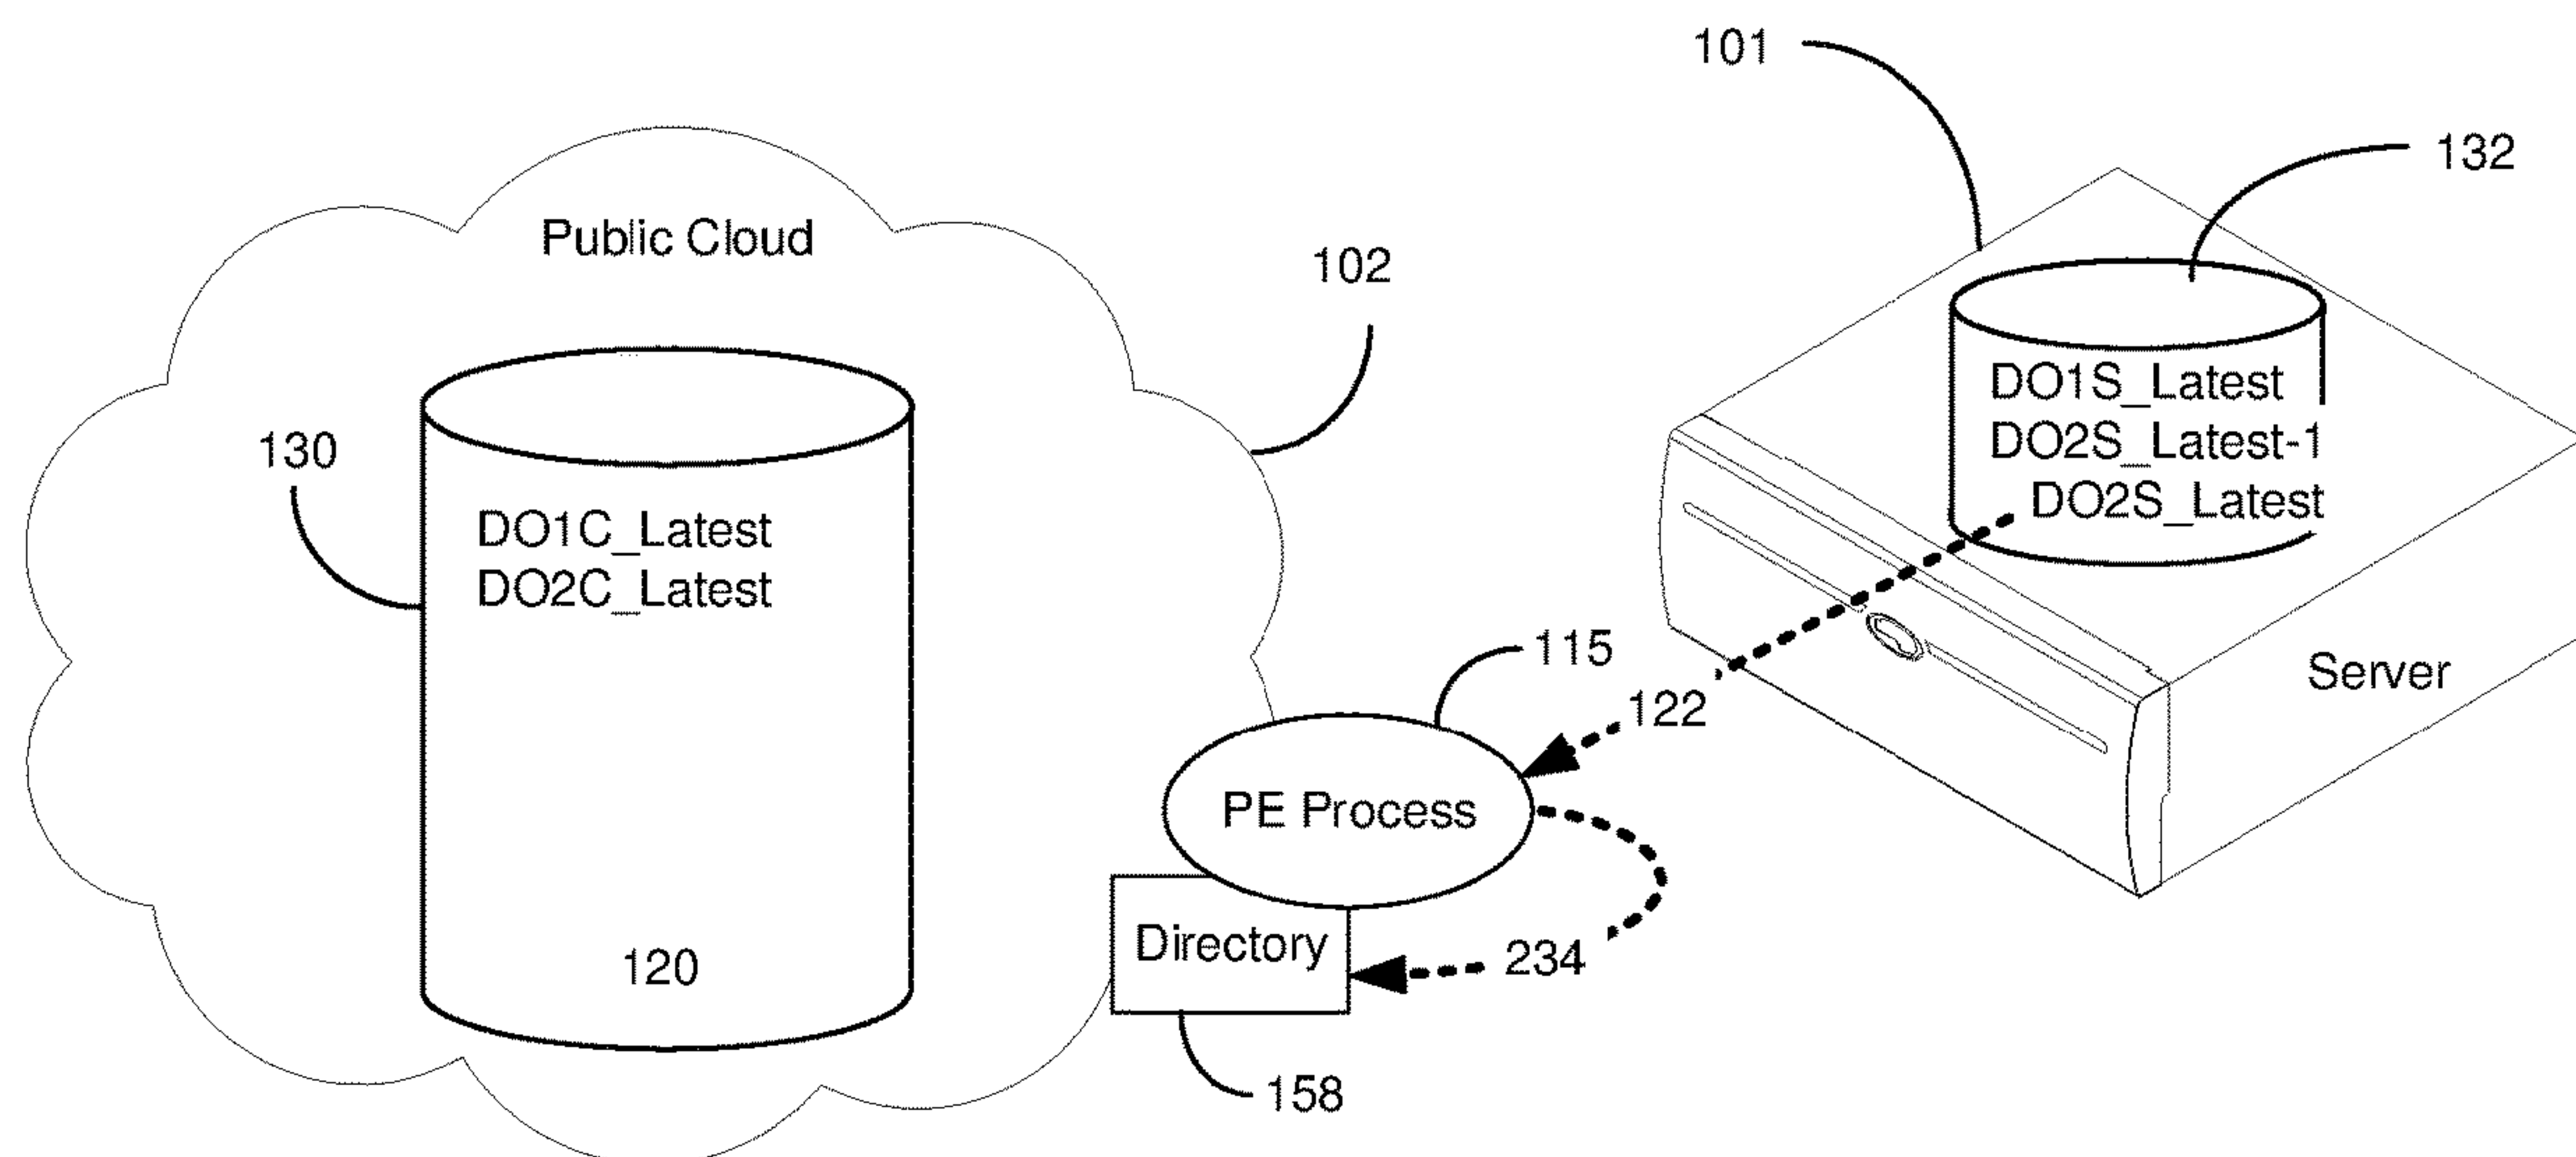 101
132
Public Cloud
102
DO1S_Latest
DO2S_Latest-1
DO2S_Latest
130
DO1C_Latest
DO2C_Latest
115
Server
122
PE Process
Directory
234
120
158